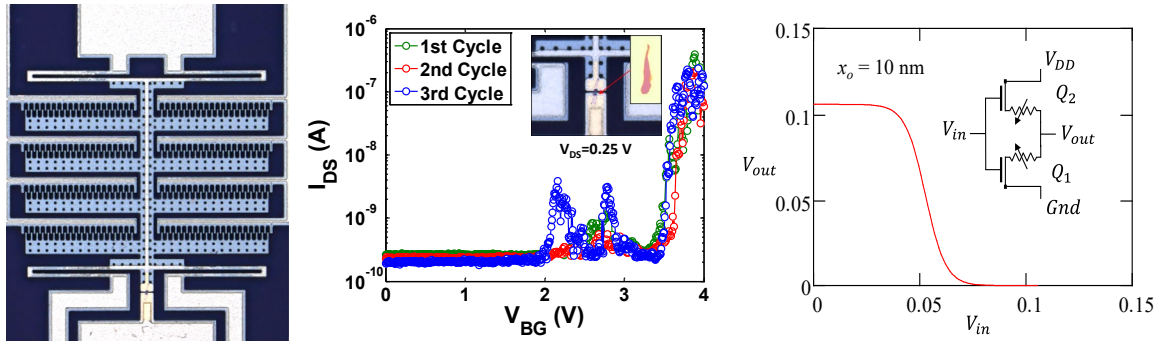 10⁻⁶
10⁻⁷
10⁻⁸
10⁻⁹
10⁻¹⁰
I_DS (A)
1st Cycle
2nd Cycle
3rd Cycle
V_DS=0.25 V
0 1 2 3 4
V_BG (V)
0.15
0.10
0.05
0
V_out
x_o = 10 nm
V_DD
Q_2
V_in
V_out
Q_1
Gnd
0 0.05 0.1 0.15
V_in